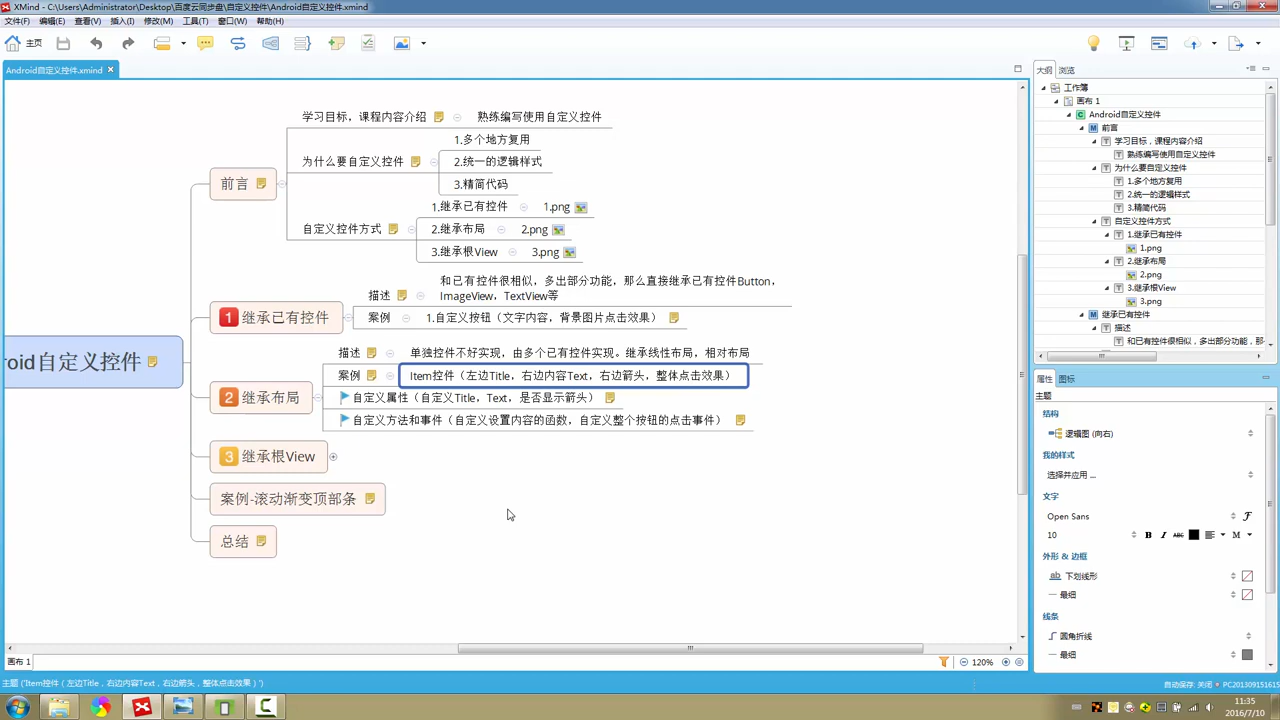 XMind - C:\Users\Administrator\Desktop\百度云同步盘\自定义控件\Android自定义控件.xmind
文件(F) 编辑(E) 查看(V) 插入(I) 修改(M) 工具(T) 窗口(W) 帮助(H)
主页
Android自定义控件.xmind
学习目标，课程内容介绍
熟练编写使用自定义控件
前言
为什么要自定义控件
1.多个地方复用
2.统一的逻辑样式
3.精简代码
自定义控件方式
1.继承已有控件
1.png
2.继承布局
2.png
3.继承根View
3.png
1 继承已有控件
描述
和已有控件很相似，多出部分功能，那么直接继承已有控件Button，
ImageView，TextView等
案例
1.自定义按钮（文字内容，背景图片点击效果）
roid自定义控件
2 继承布局
描述
单独控件不好实现，由多个已有控件实现。继承线性布局，相对布局
案例
Item控件（左边Title，右边内容Text，右边箭头，整体点击效果）
自定义属性（自定义Title，Text，是否显示箭头）
自定义方法和事件（自定义设置内容的函数，自定义整个按钮的点击事件）
3 继承根View
案例-滚动渐变顶部条
总结
画布 1
120%
大纲 浏览
工作簿
画布 1
Android自定义控件
前言
学习目标，课程内容介绍
熟练编写使用自定义控件
为什么要自定义控件
1.多个地方复用
2.统一的逻辑样式
3.精简代码
自定义控件方式
1.继承已有控件
1.png
2.继承布局
2.png
3.继承根View
3.png
继承已有控件
描述
和已有控件很相似，多出部分功能，那
属性 图标
主题
结构
逻辑图 (向右)
我的样式
选择并应用 ...
文字
Open Sans
10
B I ABC M
外形 & 边框
ab 下划线形
最细
线条
圆角折线
最细
主题 ('Item控件（左边Title，右边内容Text，右边箭头，整体点击效果）')
自动保存: 关闭
PC201309151615
11:35
2016/7/10